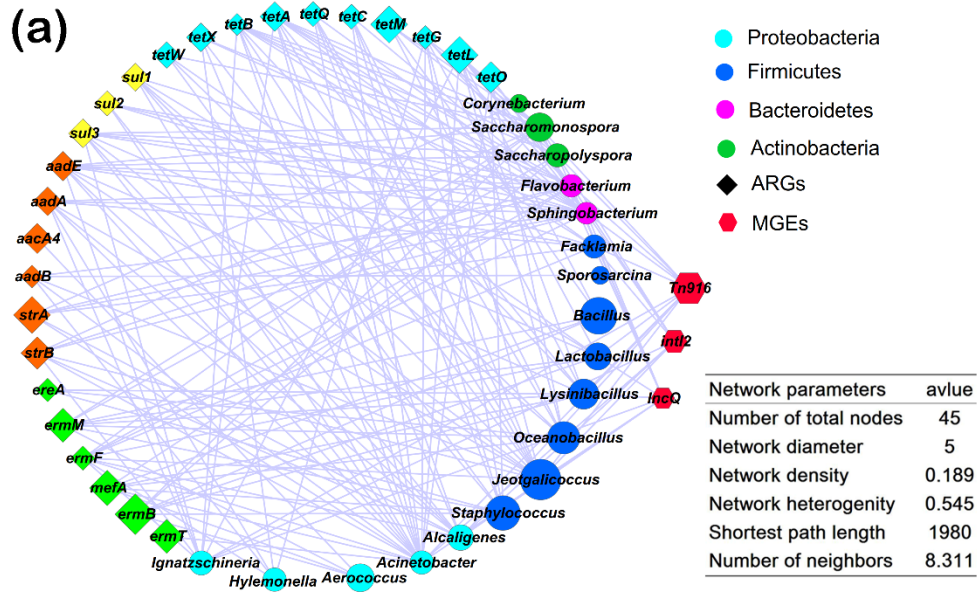 (a)
tetW
tetX
tetB
tetA
tetQ
tetC
tetM
tetG
tetL
tetO
sul1
sul2
sul3
aadE
aadA
aacA4
aadB
strA
strB
ereA
ermM
ermF
mefA
ermB
ermT
Ignatzschineria
Hylemonella
Aerococcus
Acinetobacter
Alcaligenes
Staphylococcus
Jeotgalicoccus
Oceanobacillus
Lysinibacillus
Lactobacillus
Bacillus
Sporosarcina
Facklamia
Sphingobacterium
Flavobacterium
Saccharopolyspora
Saccharomonospora
Corynebacterium
Tn916
intI2
IncQ
Proteobacteria
Firmicutes
Bacteroidetes
Actinobacteria
ARGs
MGEs
Network parameters avlue
Number of total nodes 45
Network diameter 5
Network density 0.189
Network heterogenity 0.545
Shortest path length 1980
Number of neighbors 8.311